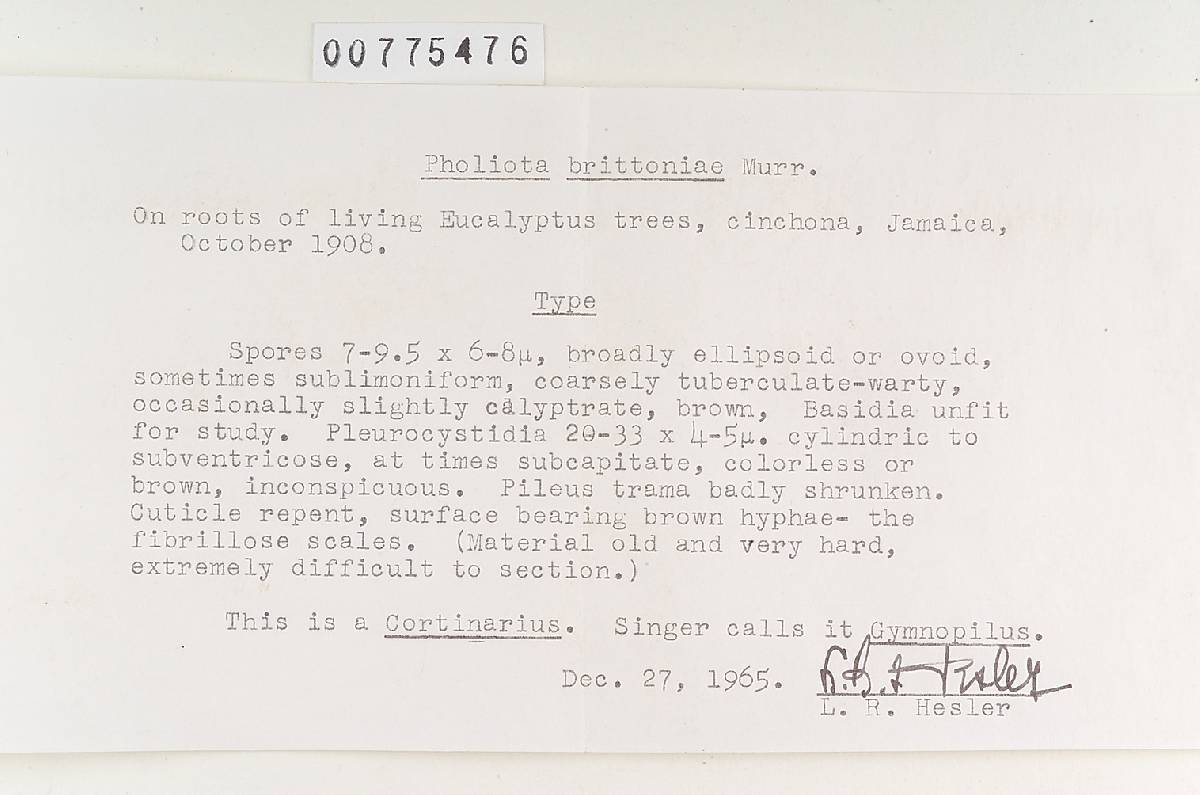 00775476
Pholiota brittoniae Murr.
On roots of living Eucalyptus trees, cinchona, Jamaica,
October 1908.
Type
Spores 7-9.5 x 6-8µ, broadly ellipsoid or ovoid,
sometimes sublimoniform, coarsely tuberculate-warty,
occasionally slightly calyptrate, brown, Basidia unfit
for study. Pleurocystidia 20-33 x 4-5µ. cylindric to
subventricose, at times subcapitate, colorless or
brown, inconspicuous. Pileus trama badly shrunken.
Cuticle repent, surface bearing brown hyphae- the
fibrillose scales. (Material old and very hard,
extremely difficult to section.)
This is a Cortinarius. Singer calls it Gymnopilus.
Dec. 27, 1965. L. R. Hesler
L. R. Hesler